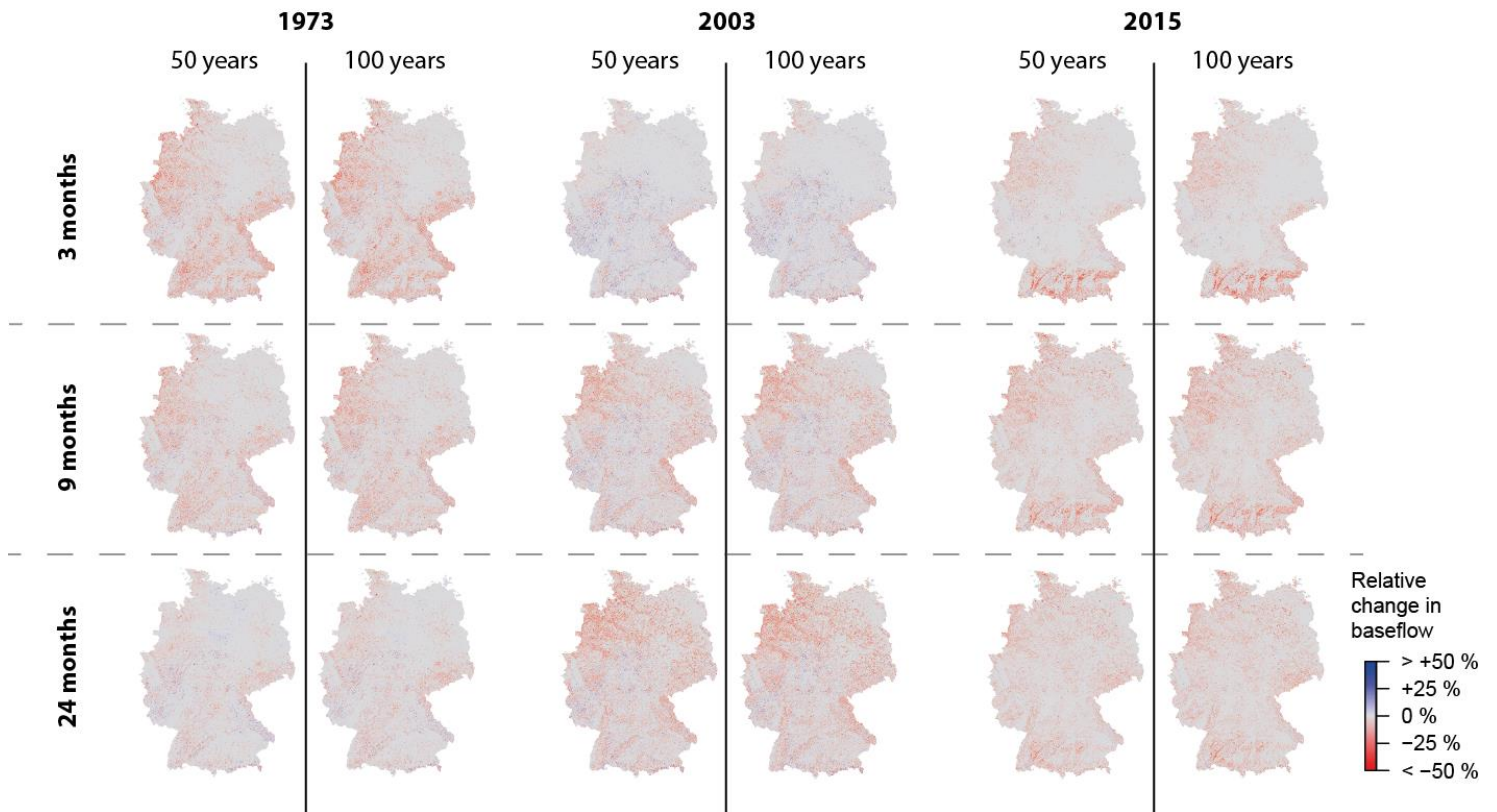 1973
2003
2015
50 years
100 years
50 years
100 years
50 years
100 years
3 months
9 months
24 months
Relative
change in
baseflow
> +50 %
+25 %
0 %
−25 %
< −50 %